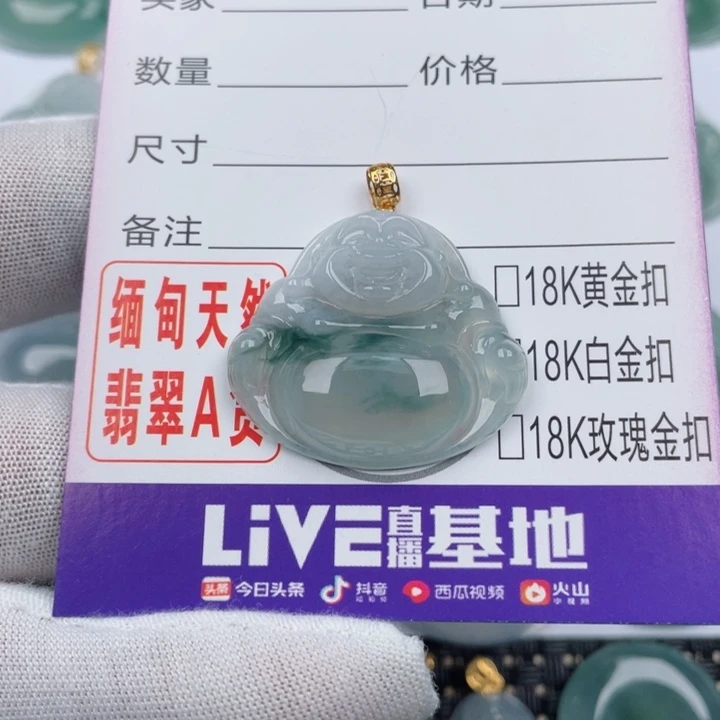 数量 价格
尺寸
备注
缅甸天然
翡翠A货
□18K黄金扣
□18K白金扣
□18K玫瑰金扣
LiVE直播基地
头条 今日头条 抖音 西瓜视频 火山